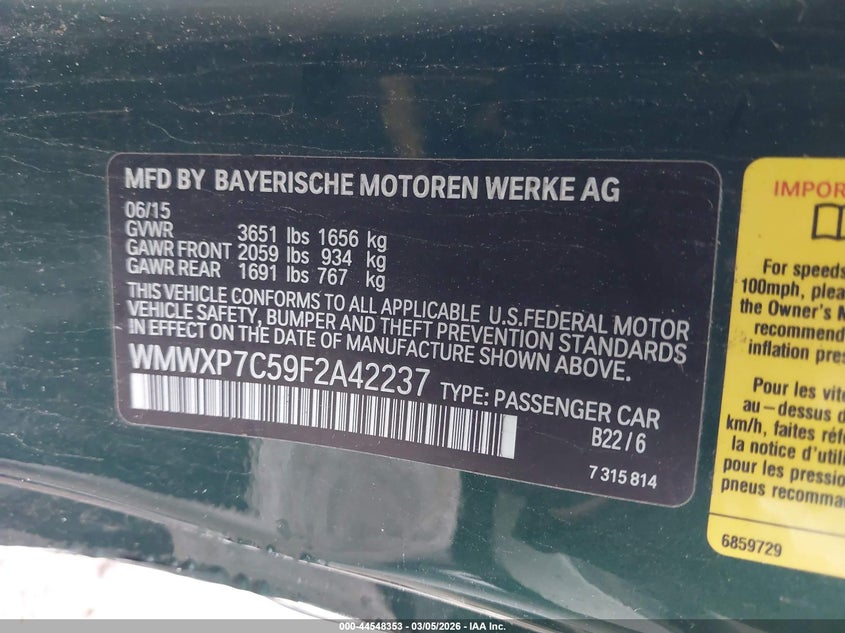 MFD BY BAYERISCHE MOTOREN WERKE AG
06/15
GVWR 3651 lbs 1656 kg
GAWR FRONT 2059 lbs 934 kg
GAWR REAR 1691 lbs 767 kg
THIS VEHICLE CONFORMS TO ALL APPLICABLE U.S.FEDERAL MOTOR
VEHICLE SAFETY, BUMPER AND THEFT PREVENTION STANDARDS
IN EFFECT ON THE DATE OF MANUFACTURE SHOWN ABOVE.
WMWXP7C59F2A42237 TYPE: PASSENGER CAR
B22/6
7 315 814
IMPOR
For speeds
100mph, plea
the Owner's M
recommend
inflation pres
Pour les vite
au-dessus d
km/h, faites réf
la notice d'utili
pour les pression
pneus recomma
6859729
000-44548353 - 03/05/2026 - IAA Inc.